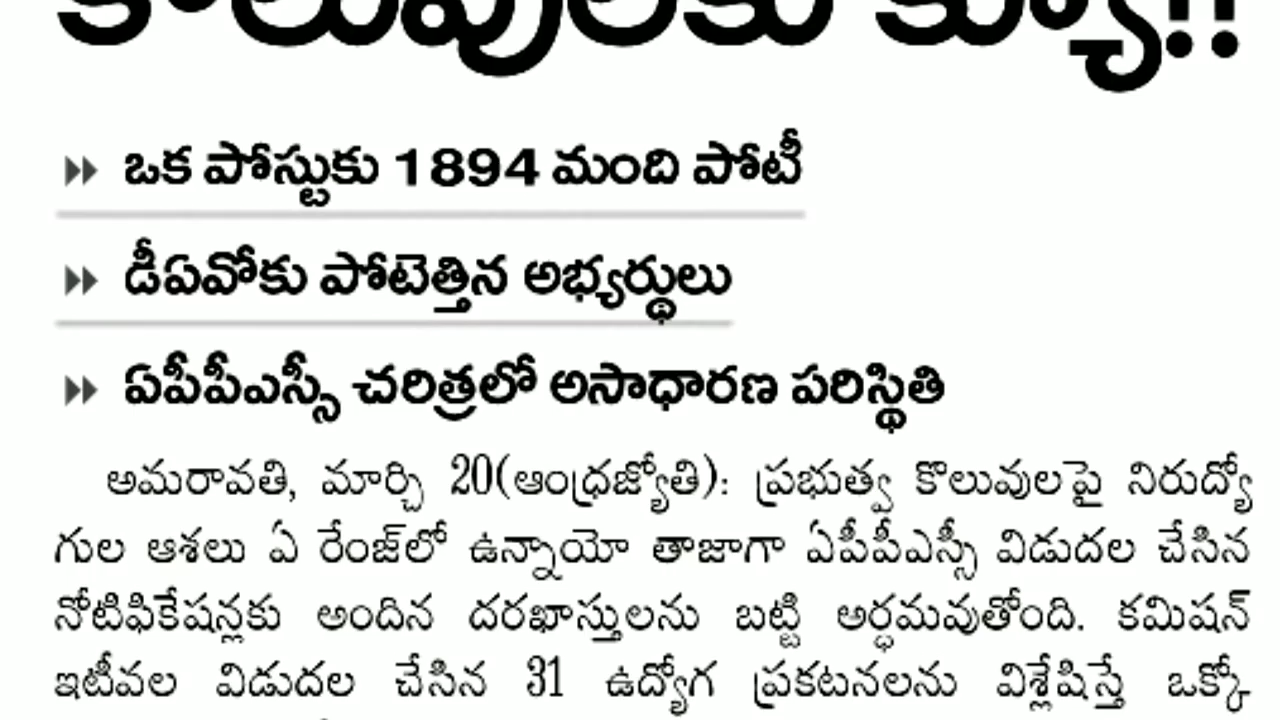 కొలువులకు క్యూ!!
ఒక పోస్టుకు 1894 మంది పోటీ
డీఏవోకు పోటెత్తిన అభ్యర్థులు
ఏపీపీఎస్సీ చరిత్రలో అసాధారణ పరిస్థితి
అమరావతి, మార్చి 20(ఆంధ్రజ్యోతి): ప్రభుత్వ కొలువులపై నిరుద్యో
గుల ఆశలు ఏ రేంజ్‌లో ఉన్నాయో తాజాగా ఏపీపీఎస్సీ విడుదల చేసిన
నోటిఫికేషన్లకు అందిన దరఖాస్తులను బట్టి అర్ధమవుతోంది. కమిషన్
ఇటీవల విడుదల చేసిన 31 ఉద్యోగ ప్రకటనలను విశ్లేషిస్తే ఒక్కో